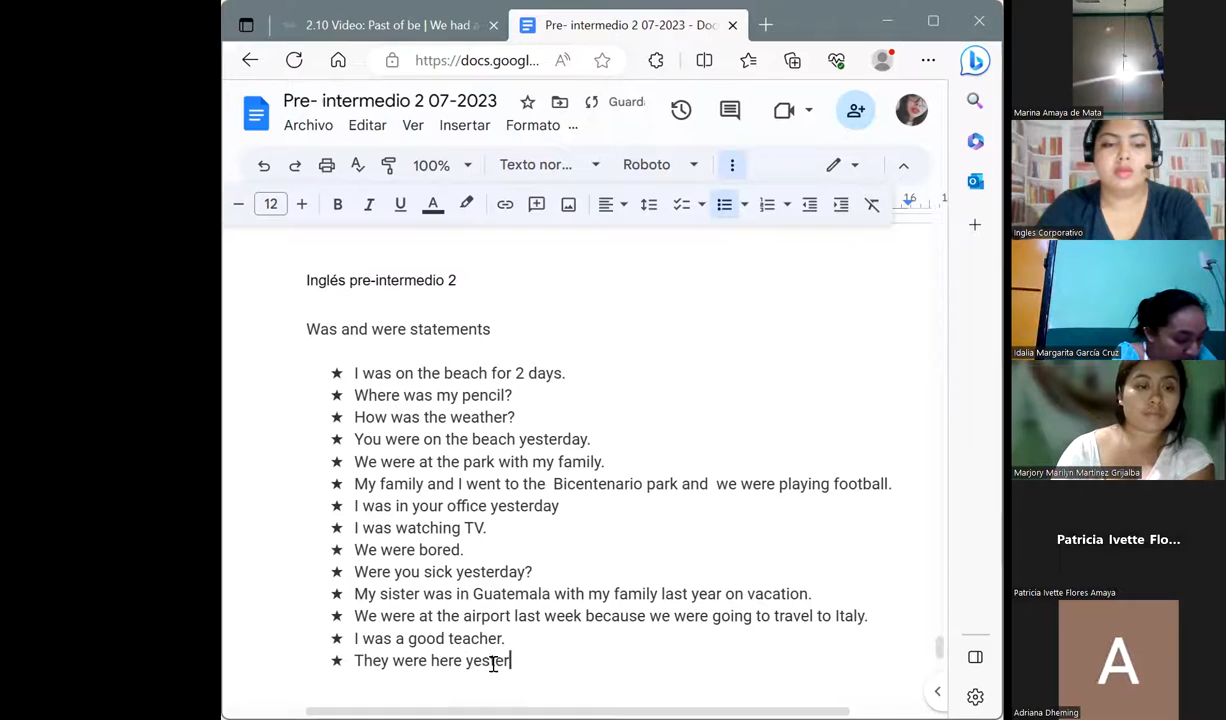 2.10 Video: Past of be | We had a
Pre- intermedio 2 07-2023 - Doc
https://docs.googl...
Pre- intermedio 2 07-2023
Guard
Archivo Editar Ver Insertar Formato ...
100% Texto nor... Roboto
12
16
Inglés pre-intermedio 2
Was and were statements
★ I was on the beach for 2 days.
★ Where was my pencil?
★ How was the weather?
★ You were on the beach yesterday.
★ We were at the park with my family.
★ My family and I went to the Bicentenario park and we were playing football.
★ I was in your office yesterday
★ I was watching TV.
★ We were bored.
★ Were you sick yesterday?
★ My sister was in Guatemala with my family last year on vacation.
★ We were at the airport last week because we were going to travel to Italy.
★ I was a good teacher.
★ They were here yester
Marina Amaya de Mata
Ingles Corporativo
Idalia Margarita García Cruz
Marjory Marilyn Martinez Grijalba
Patricia Ivette Flo...
Patricia Ivette Flores Amaya
A
Adriana Dheming